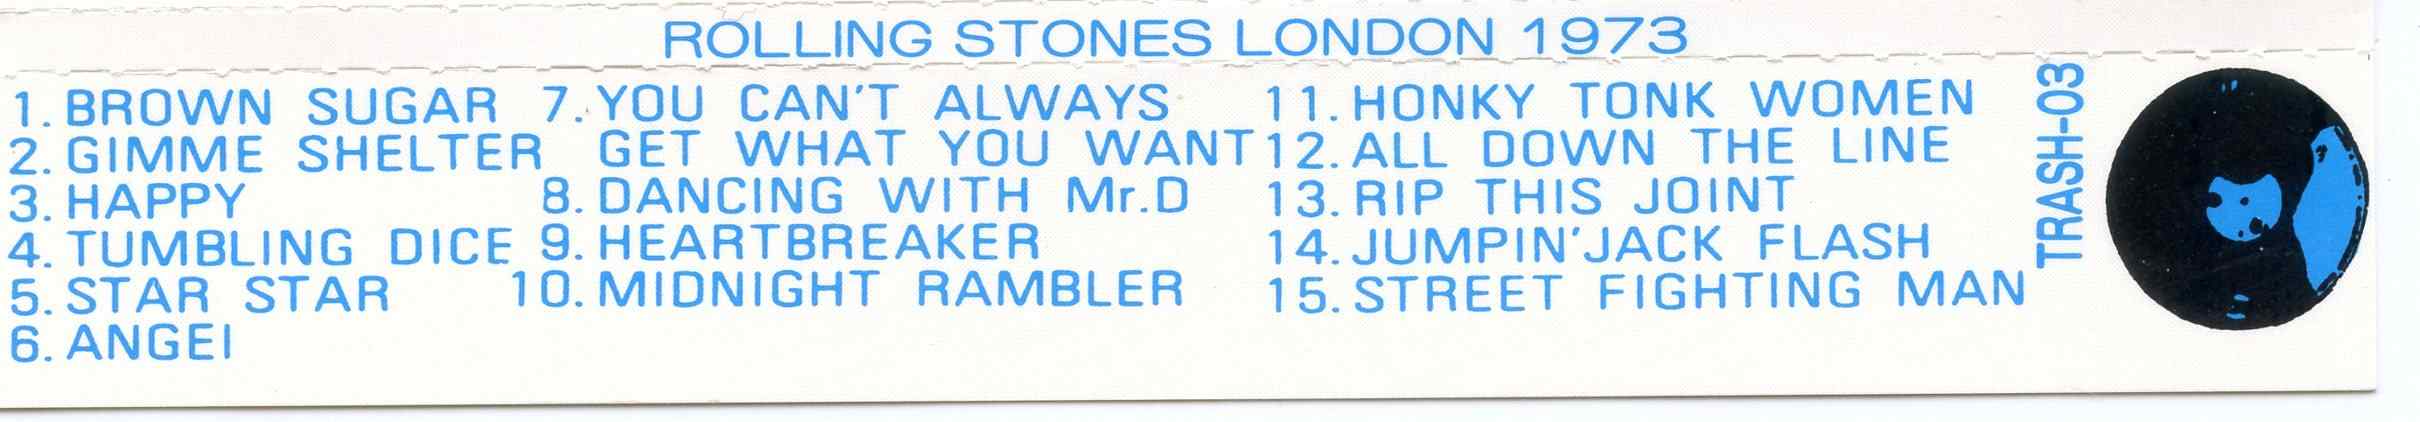 ROLLING STONES LONDON 1973
1. BROWN SUGAR
2. GIMME SHELTER
3. HAPPY
4. TUMBLING DICE
5. STAR STAR
6. ANGEI
7. YOU CAN'T ALWAYS
GET WHAT YOU WANT
8. DANCING WITH Mr.D
9. HEARTBREAKER
10. MIDNIGHT RAMBLER
11. HONKY TONK WOMEN
12. ALL DOWN THE LINE
13. RIP THIS JOINT
14. JUMPIN'JACK FLASH
15. STREET FIGHTING MAN
TRASH-03